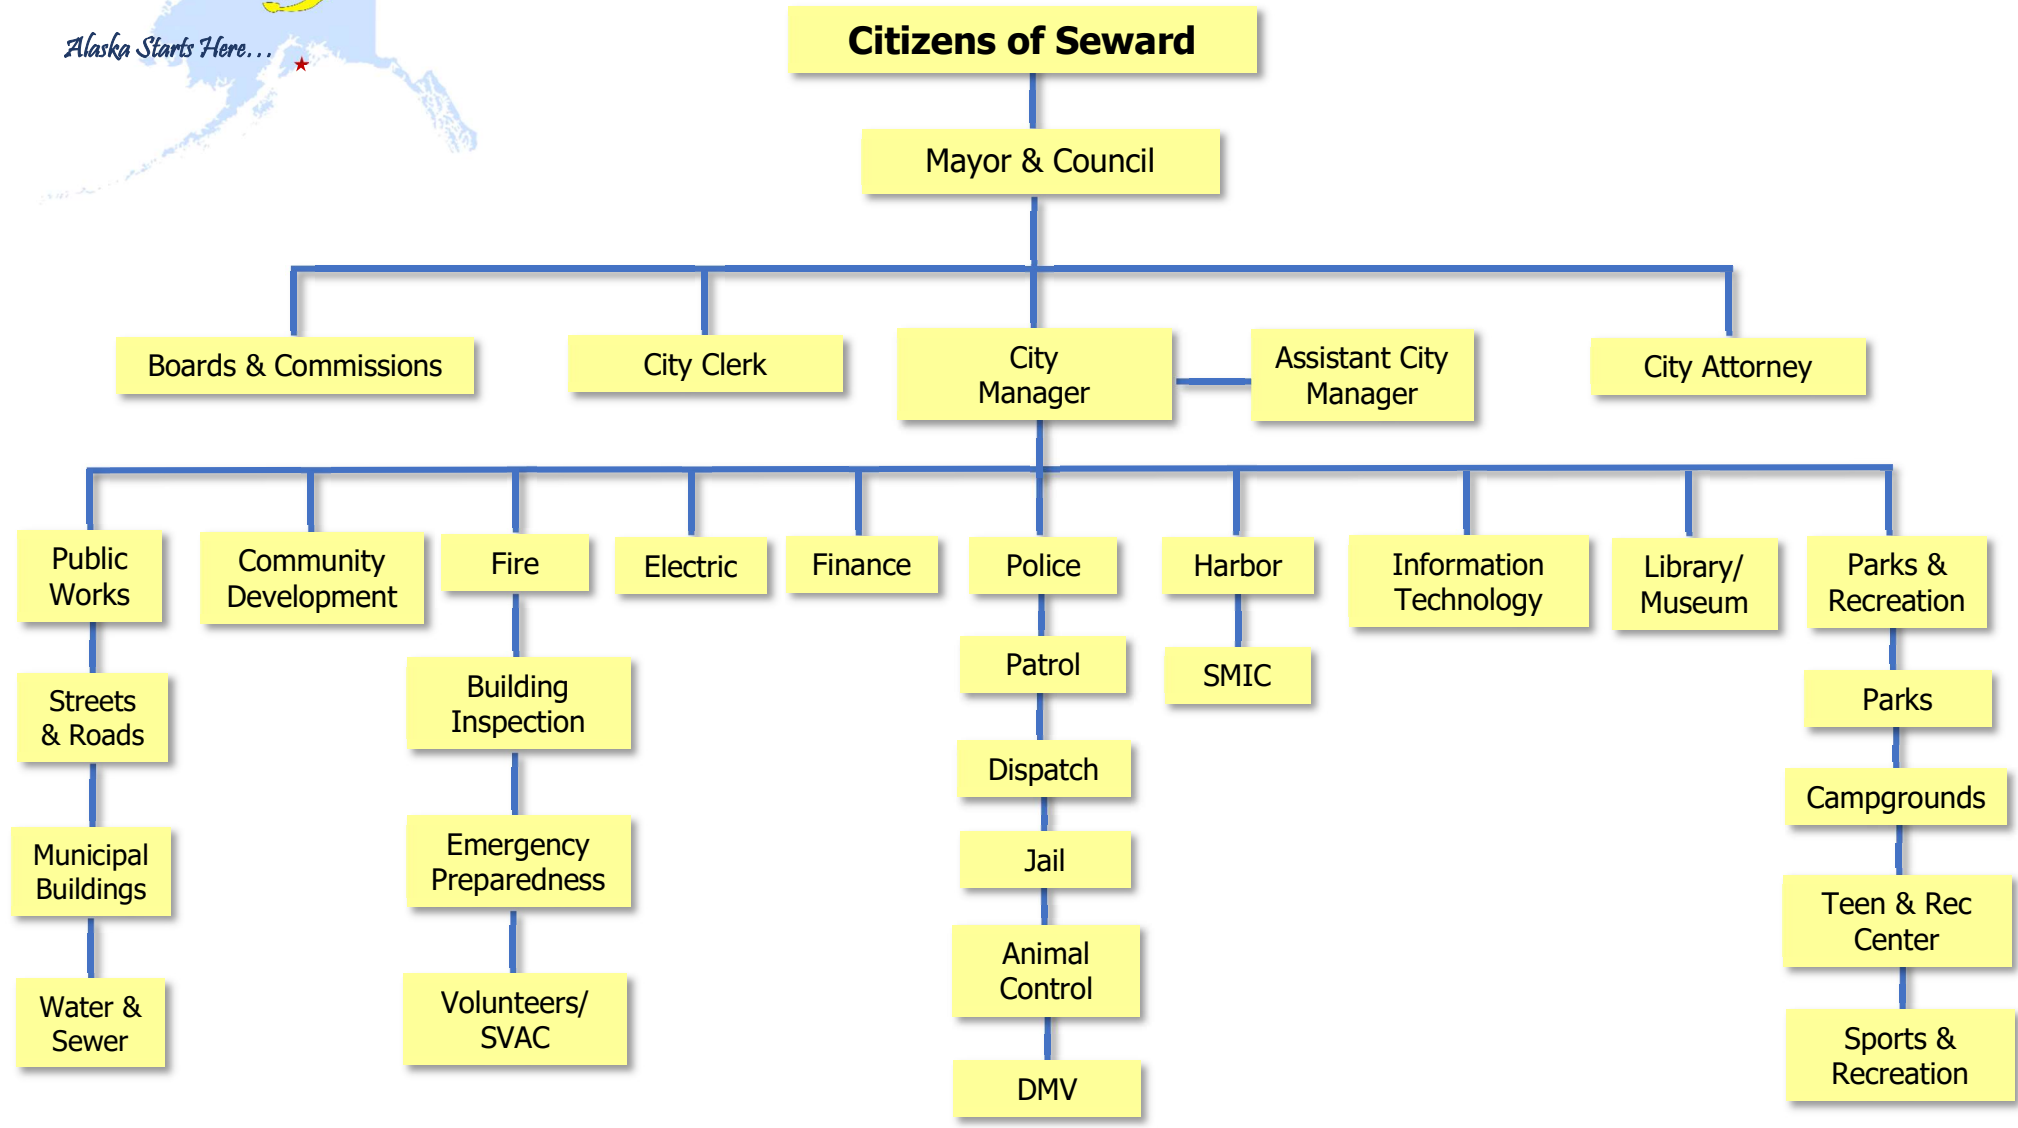 Alaska Starts Here...
Citizens of Seward
Mayor & Council
Boards & Commissions
City Clerk
City
Manager
Assistant City
Manager
City Attorney
Public
Works
Community
Development
Fire
Electric
Finance
Police
Harbor
Information
Technology
Library/
Museum
Parks &
Recreation
Streets
& Roads
Municipal
Buildings
Water &
Sewer
Building
Inspection
Emergency
Preparedness
Volunteers/
SVAC
Patrol
Dispatch
Jail
Animal
Control
DMV
SMIC
Parks
Campgrounds
Teen & Rec
Center
Sports &
Recreation